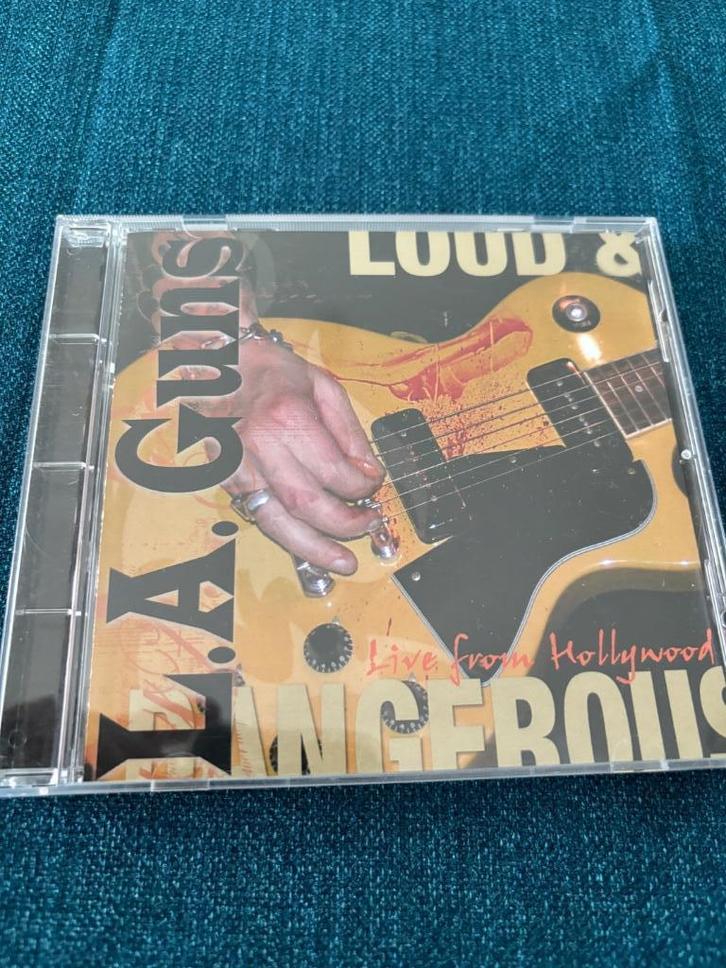 LOUD &
L.A. Guns
Live from Hollywood
DANGEROUS